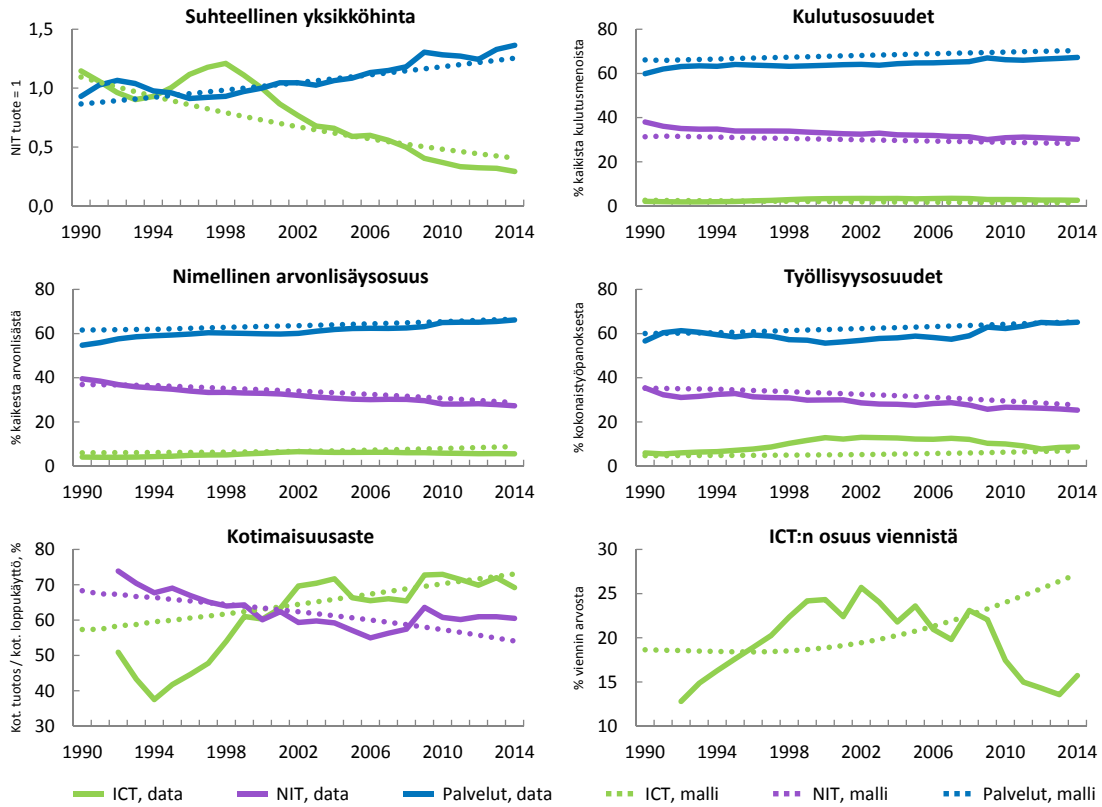 Suhteellinen yksikköhinta
NIT tuote = 1
1,5
1,0
0,5
0,0
1990 1994 1998 2002 2006 2010 2014
Kulutusosuudet
% kaikista kulutusmenoista
80
60
40
20
0
1990 1994 1998 2002 2006 2010 2014
Nimellinen arvonlisäysosuus
% kaikesta arvonlisästä
80
60
40
20
0
1990 1994 1998 2002 2006 2010 2014
Työllisyysosuudet
% kokonaistyöpanoksesta
80
60
40
20
0
1990 1994 1998 2002 2006 2010 2014
Kotimaisuusaste
Kot. tuotos / kot. loppukäyttö, %
80
70
60
50
40
30
1990 1994 1998 2002 2006 2010 2014
ICT:n osuus viennistä
% viennin arvosta
30
25
20
15
10
1990 1994 1998 2002 2006 2010 2014
ICT, data NIT, data Palvelut, data ICT, malli NIT, malli Palvelut, malli